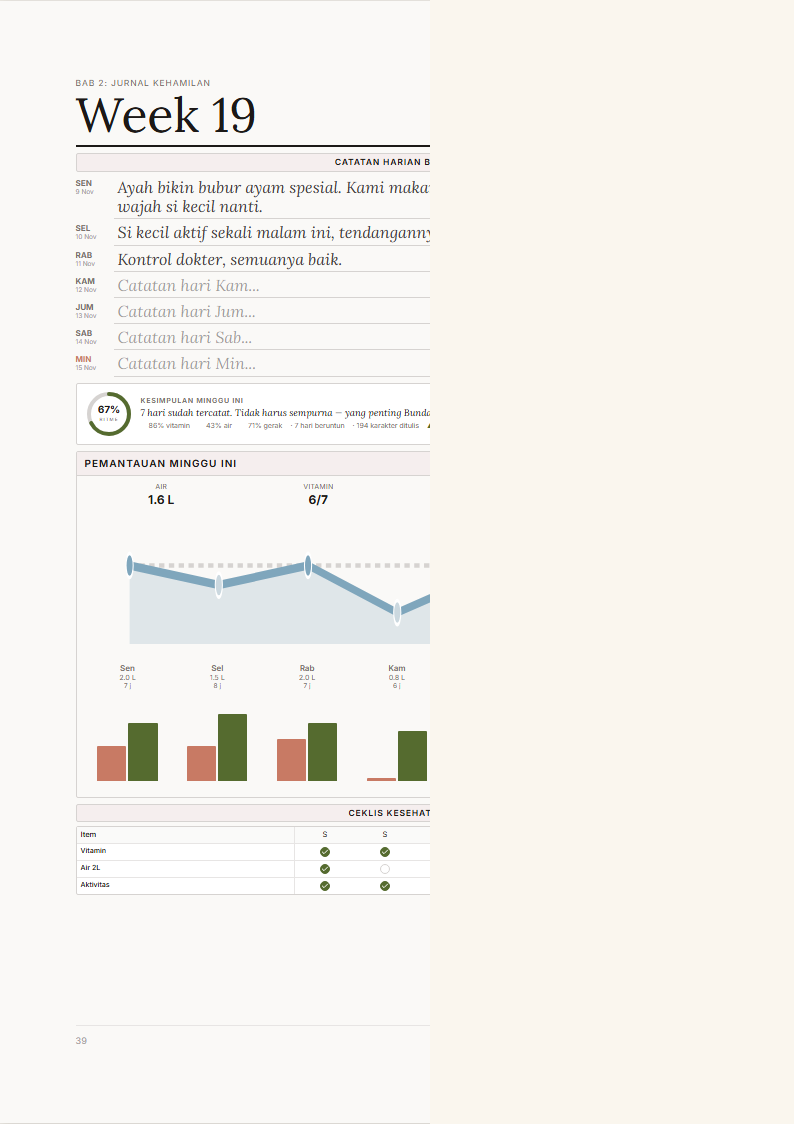 BAB 2: JURNAL KEHAMILAN
Week 19
CATATAN HARIAN B
SEN
9 Nov
Ayah bikin bubur ayam spesial. Kami makan
wajah si kecil nanti.
SEL
10 Nov
Si kecil aktif sekali malam ini, tendanganny
RAB
11 Nov
Kontrol dokter, semuanya baik.
KAM
12 Nov
Catatan hari Kam...
JUM
13 Nov
Catatan hari Jum...
SAB
14 Nov
Catatan hari Sab...
MIN
15 Nov
Catatan hari Min...
67%
RITME
KESIMPULAN MINGGU INI
7 hari sudah tercatat. Tidak harus sempurna — yang penting Bunda
86% vitamin 43% air 71% gerak · 7 hari beruntun · 194 karakter ditulis
PEMANTAUAN MINGGU INI
AIR VITAMIN
1.6 L 6/7
Sen Sel Rab Kam
2.0 L 1.5 L 2.0 L 0.8 L
7 j 8 j 7 j 6 j
CEKLIS KESEHAT
Item S S
Vitamin
Air 2L
Aktivitas
39